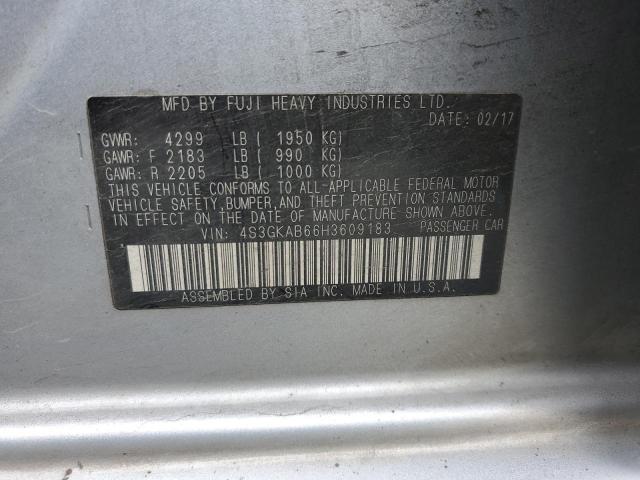 MFD BY FUJI HEAVY INDUSTRIES LTD.
DATE: 02/17
GVWR: 4299 LB ( 1950 KG)
GAWR: F 2183 LB ( 990 KG)
GAWR: R 2205 LB ( 1000 KG)
THIS VEHICLE CONFORMS TO ALL-APPLICABLE FEDERAL MOTOR
VEHICLE SAFETY, BUMPER, AND THEFT PREVENTION STANDARDS
IN EFFECT ON THE DATE OF MANUFACTURE SHOWN ABOVE.
VIN: 4S3GKAB66H3609183 PASSENGER CAR
ASSEMBLED BY SIA INC. MADE IN U.S.A.